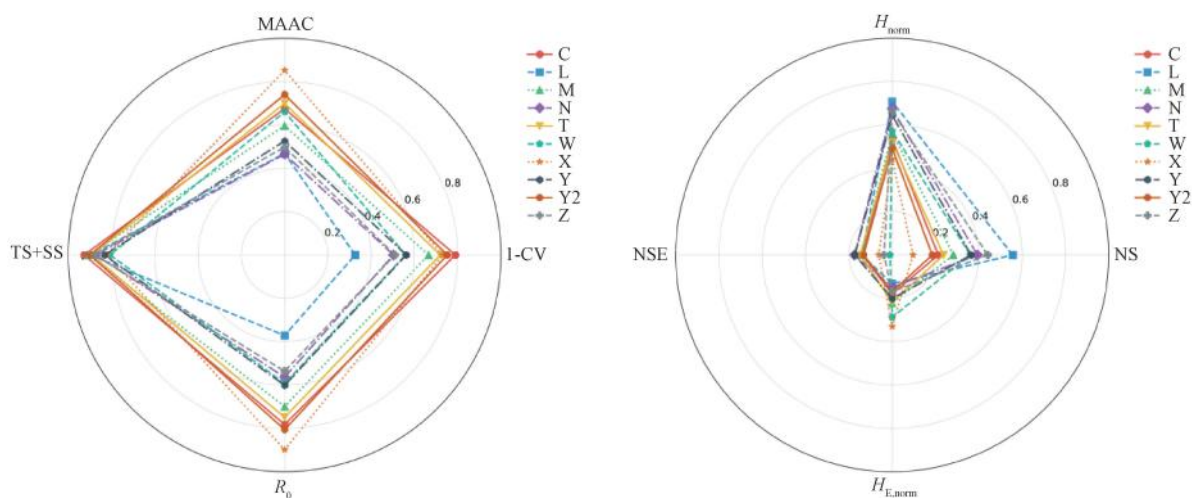 MAAC
0.8
0.6
0.4
0.2
TS+SS
1-CV
R₀
C
L
M
N
T
W
X
Y
Y2
Z
Hnorm
0.8
0.6
0.4
0.2
NSE
NS
HE,norm
C
L
M
N
T
W
X
Y
Y2
Z